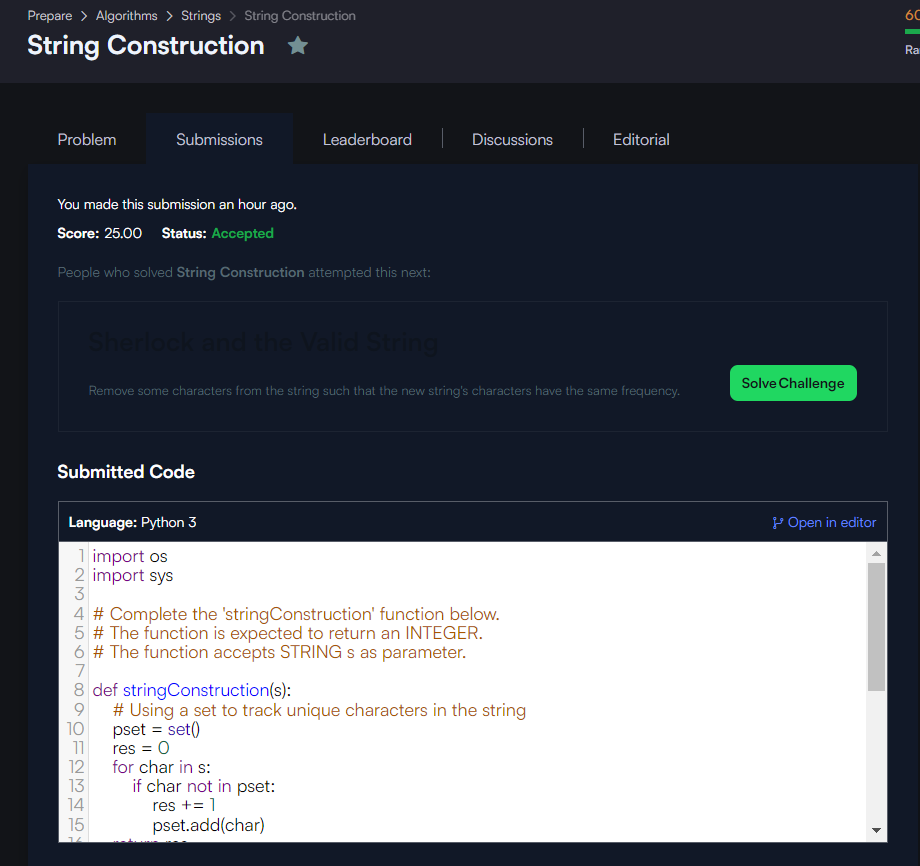 Prepare > Algorithms > Strings > String Construction
60
String Construction
Ra
Problem
Submissions
Leaderboard
Discussions
Editorial
You made this submission an hour ago.
Score: 25.00 Status: Accepted
People who solved String Construction attempted this next:
Sherlock and the Valid String
Remove some characters from the string such that the new string's characters have the same frequency.
Solve Challenge
Submitted Code
Language: Python 3
Open in editor
1 import os
2 import sys
3
4 # Complete the 'stringConstruction' function below.
5 # The function is expected to return an INTEGER.
6 # The function accepts STRING s as parameter.
7
8 def stringConstruction(s):
9 # Using a set to track unique characters in the string
10 pset = set()
11 res = 0
12 for char in s:
13 if char not in pset:
14 res += 1
15 pset.add(char)
16 return res